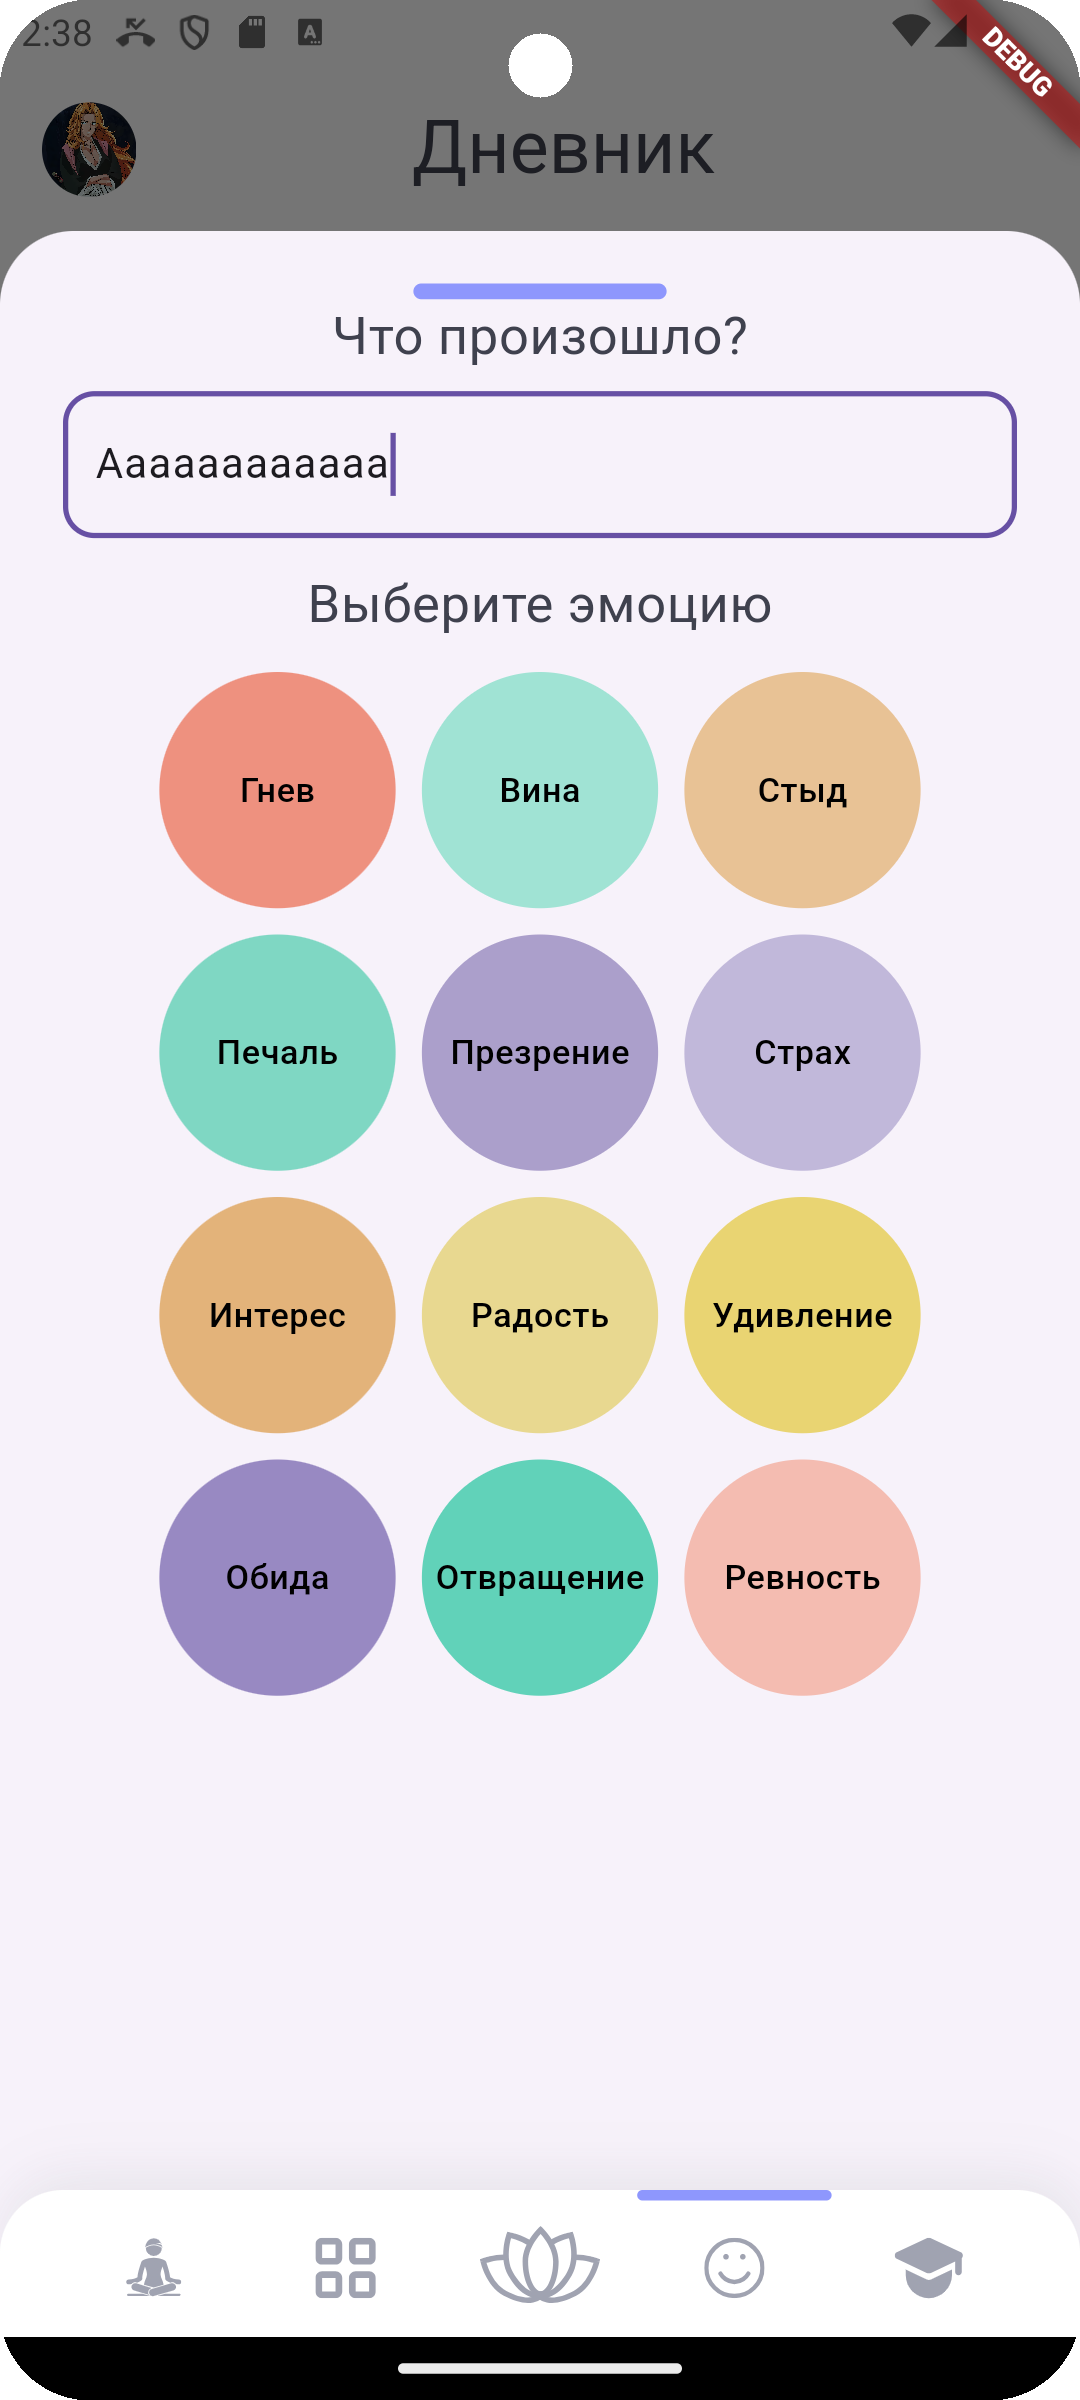 2:38
DEBUG
Дневник
Что произошло?
Аааааааааааа
Выберите эмоцию
Гнев
Вина
Стыд
Печаль
Презрение
Страх
Интерес
Радость
Удивление
Обида
Отвращение
Ревность